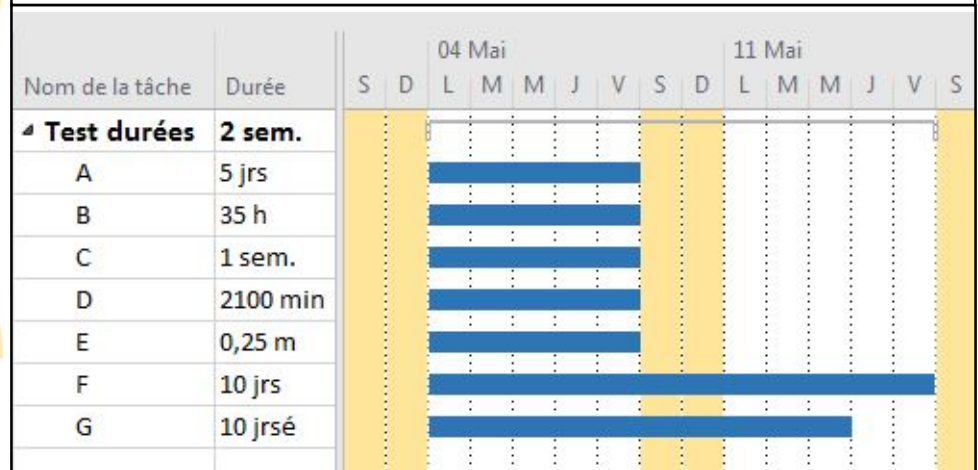 04 Mai 11 Mai
Nom de la tâche Durée S D L M M J V S D L M M J V S
Test durées 2 sem.
A 5 jrs
B 35 h
C 1 sem.
D 2100 min
E 0,25 m
F 10 jrs
G 10 jrsé